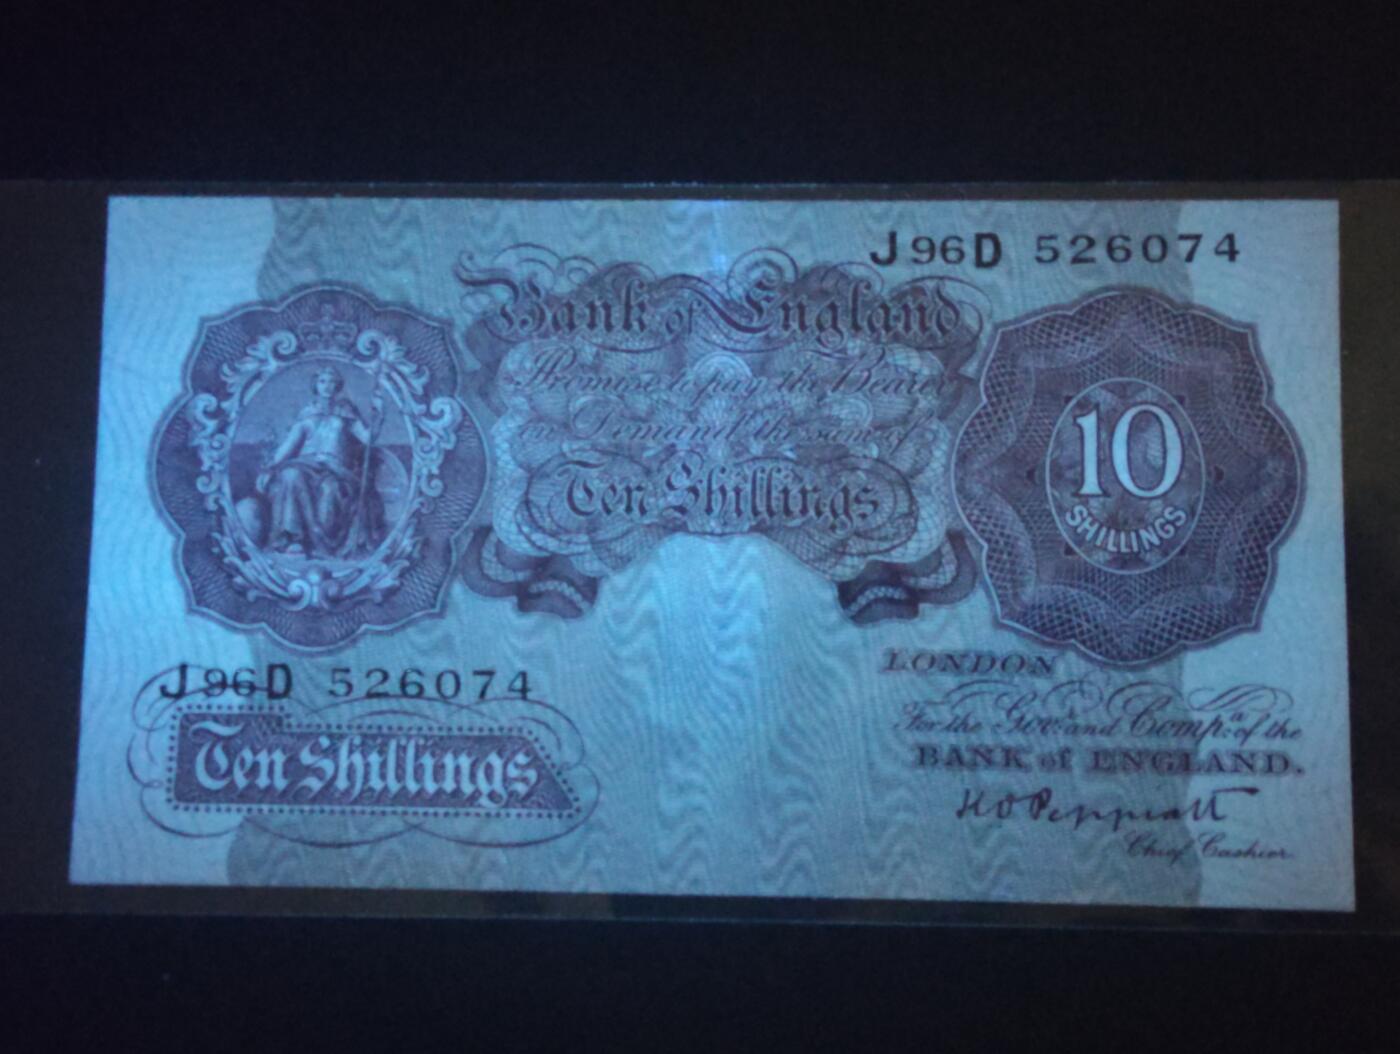 J96D 526074
Bank of England
Promise to pay the Bearer
on Demand the sum of
Ten Shillings
10
SHILLINGS
J96D 526074
Ten Shillings
LONDON
For the Govr. and Compa. of the
BANK of ENGLAND.
K O Peppiatt
Chief Cashier.